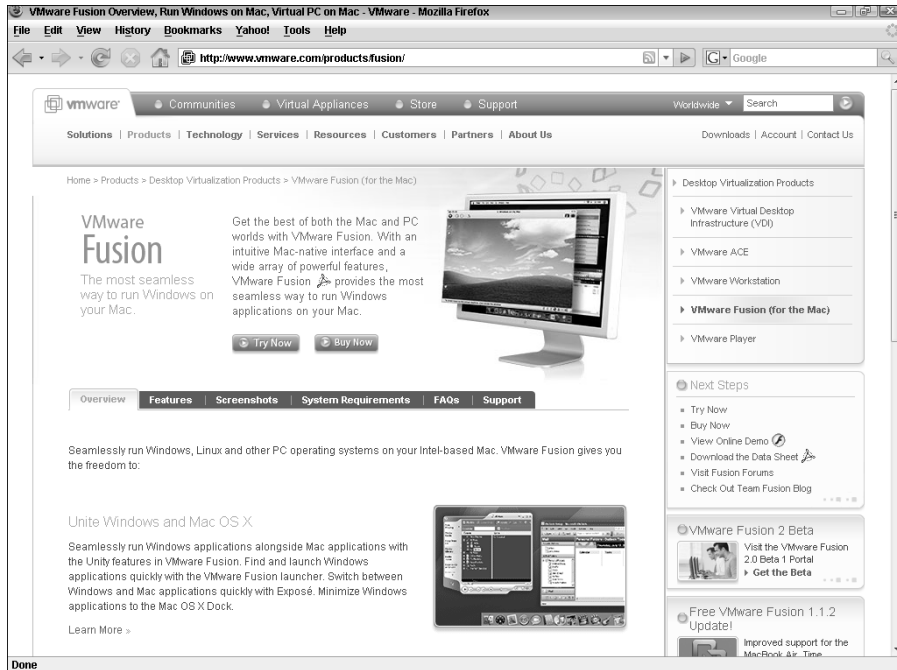 VMware Fusion Overview, Run Windows on Mac, Virtual PC on Mac - VMware - Mozilla Firefox
File Edit View History Bookmarks Yahoo! Tools Help
http://www.vmware.com/products/fusion/
G Google
vmware
Communities Virtual Appliances Store Support
Worldwide Search
Solutions | Products | Technology | Services | Resources | Customers | Partners | About Us
Downloads | Account | Contact Us
Home > Products > Desktop Virtualization Products > VMware Fusion (for the Mac)
VMware
Fusion
The most seamless
way to run Windows on
your Mac.
Get the best of both the Mac and PC
worlds with VMware Fusion. With an
intuitive Mac-native interface and a
wide array of powerful features,
VMware Fusion provides the most
seamless way to run Windows
applications on your Mac.
Try Now Buy Now
Desktop Virtualization Products
VMware Virtual Desktop
Infrastructure (VDI)
VMware ACE
VMware Workstation
VMware Fusion (for the Mac)
VMware Player
Overview Features | Screenshots | System Requirements | FAQs | Support
Seamlessly run Windows, Linux and other PC operating systems on your Intel-based Mac. VMware Fusion gives you
the freedom to:
Unite Windows and Mac OS X
Seamlessly run Windows applications alongside Mac applications with
the Unity features in VMware Fusion. Find and launch Windows
applications quickly with the VMware Fusion launcher. Switch between
Windows and Mac applications quickly with Exposé. Minimize Windows
applications to the Mac OS X Dock.
Learn More »
Next Steps
Try Now
Buy Now
View Online Demo
Download the Data Sheet
Visit Fusion Forums
Check Out Team Fusion Blog
VMware Fusion 2 Beta
Visit the VMware Fusion
2.0 Beta 1 Portal
Get the Beta
Free VMware Fusion 1.1.2
Update!
Improved support for the
MacBook Air, Time
Done